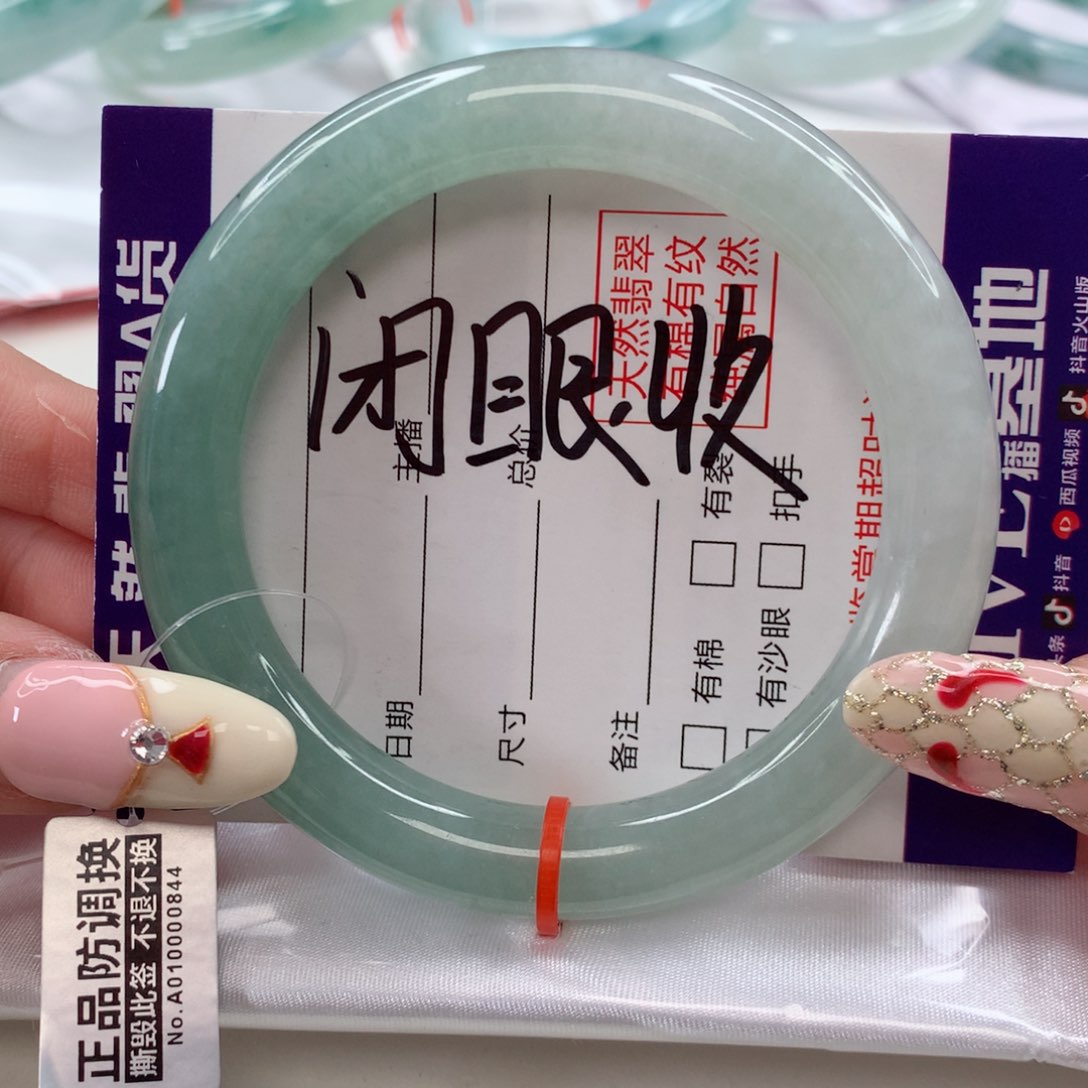 闭眼收
天然翡翠
有棉有纹
天然翡翠A货
播基地
抖音火山版
西瓜视频
抖音
主播
总价
日期
尺寸
备注
有裂
扣手
有棉
有沙眼
正品防调换
撕毁此签 不退不换
No.A010000844